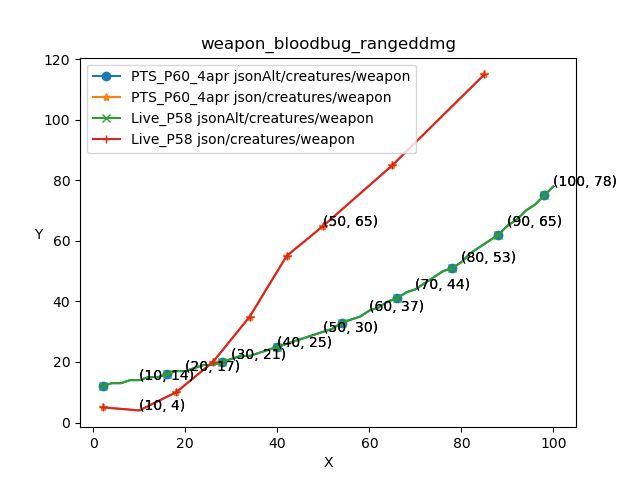 weapon_bloodbug_rangeddmg
PTS_P60_4apr jsonAlt/creatures/weapon
PTS_P60_4apr json/creatures/weapon
Live_P58 jsonAlt/creatures/weapon
Live_P58 json/creatures/weapon
120
100
80
60
40
20
0
Y
(100, 78)
(50, 65)
(90, 65)
(80, 53)
(70, 44)
(60, 37)
(50, 30)
(40, 25)
(30, 21)
(20, 17)
(10, 14)
(10, 4)
0 20 40 60 80 100
X